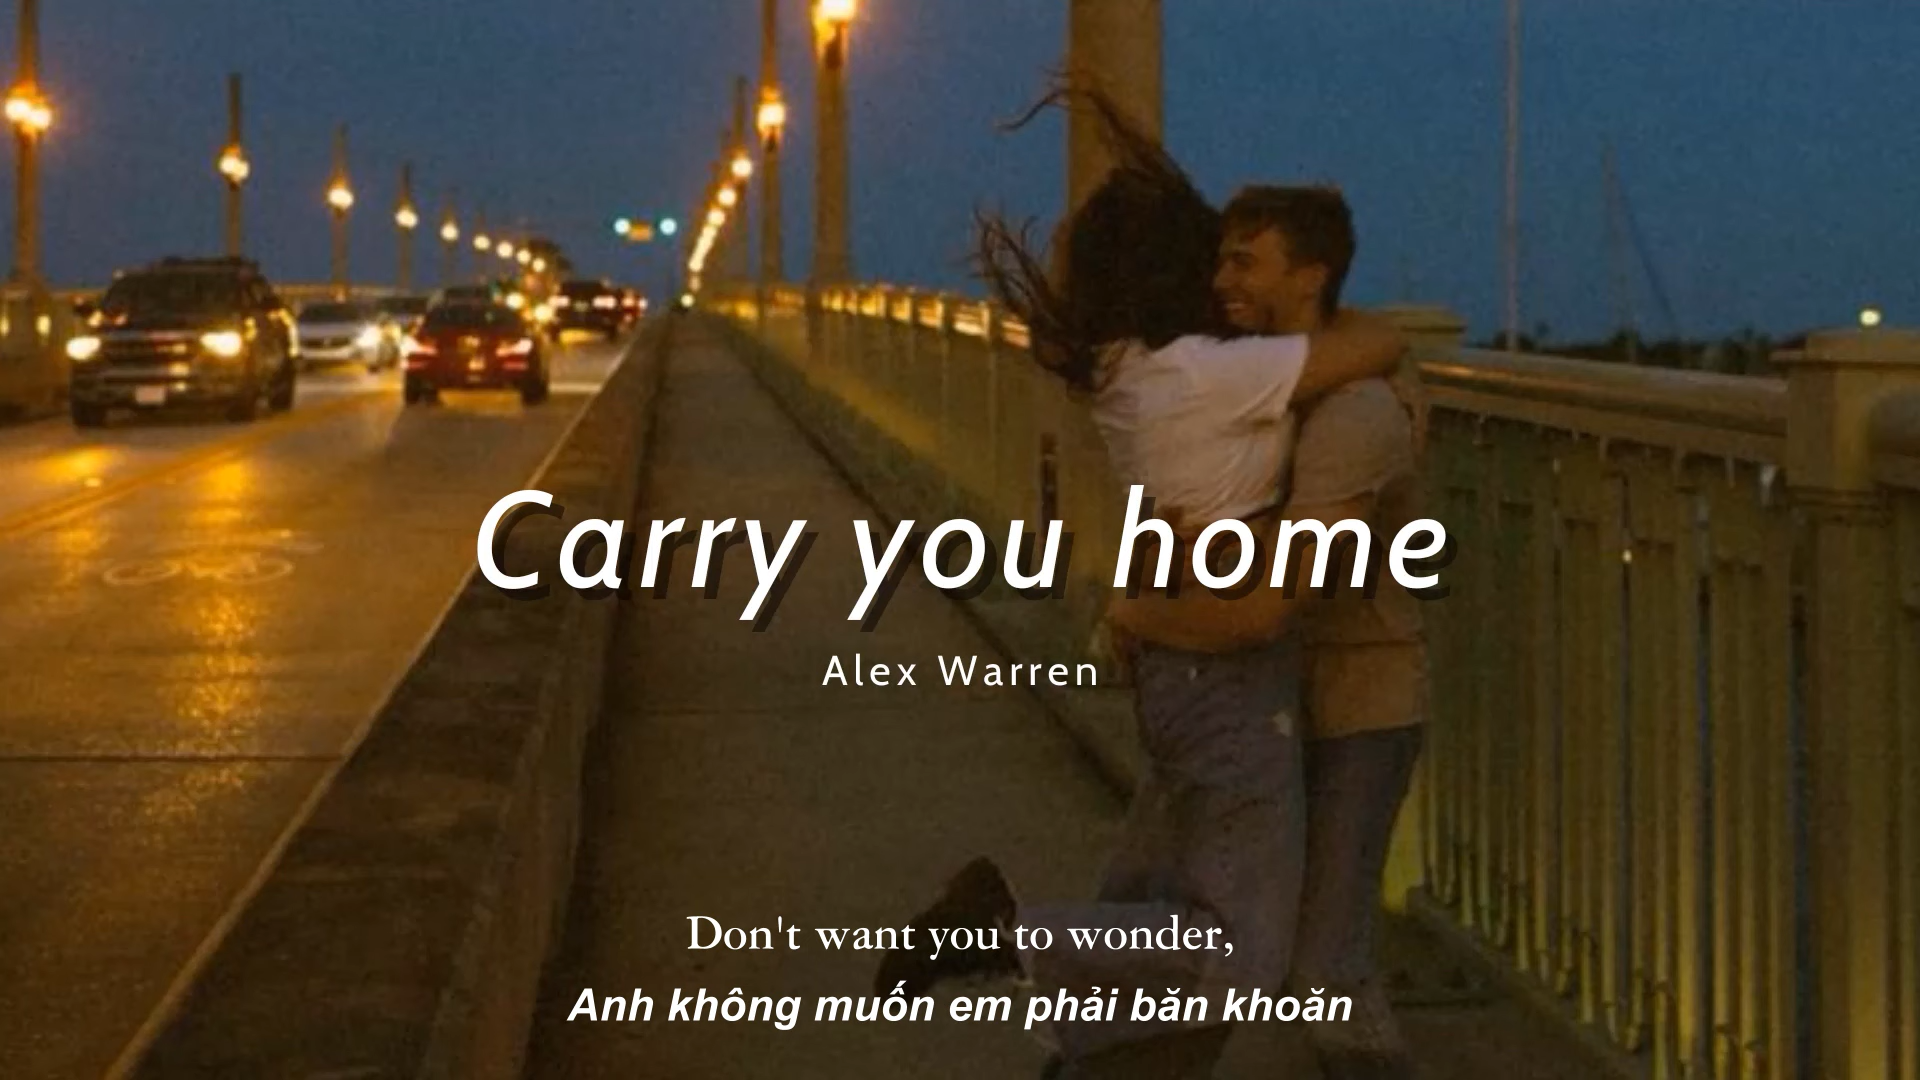 Carry you home
Alex Warren
Don't want you to wonder,
Anh không muốn em phải băn khoăn